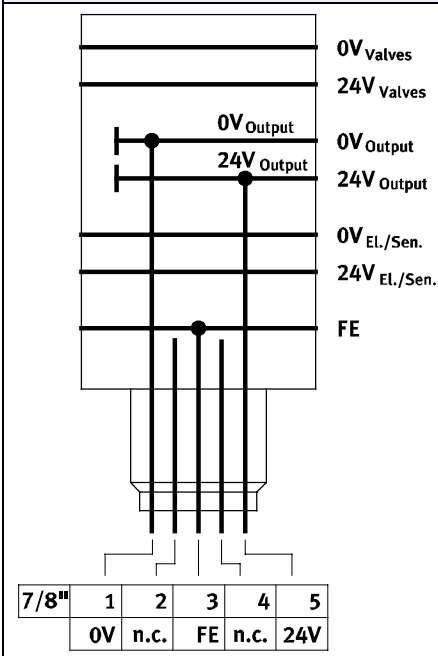 0V Valves
24V Valves
0V Output 0V Output
24V Output 24V Output
0V El./Sen.
24V El./Sen.
FE
7/8" 1 2 3 4 5
0V n.c. FE n.c. 24V